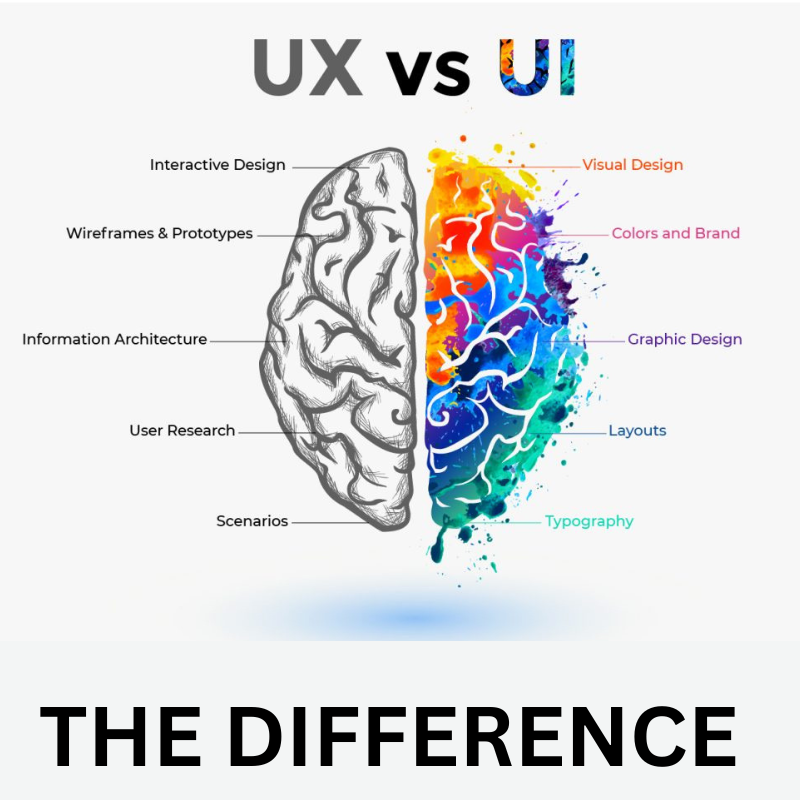 UX vs UI
Interactive Design
Visual Design
Wireframes & Prototypes
Colors and Brand
Information Architecture
Graphic Design
User Research
Layouts
Scenarios
Typography
THE DIFFERENCE